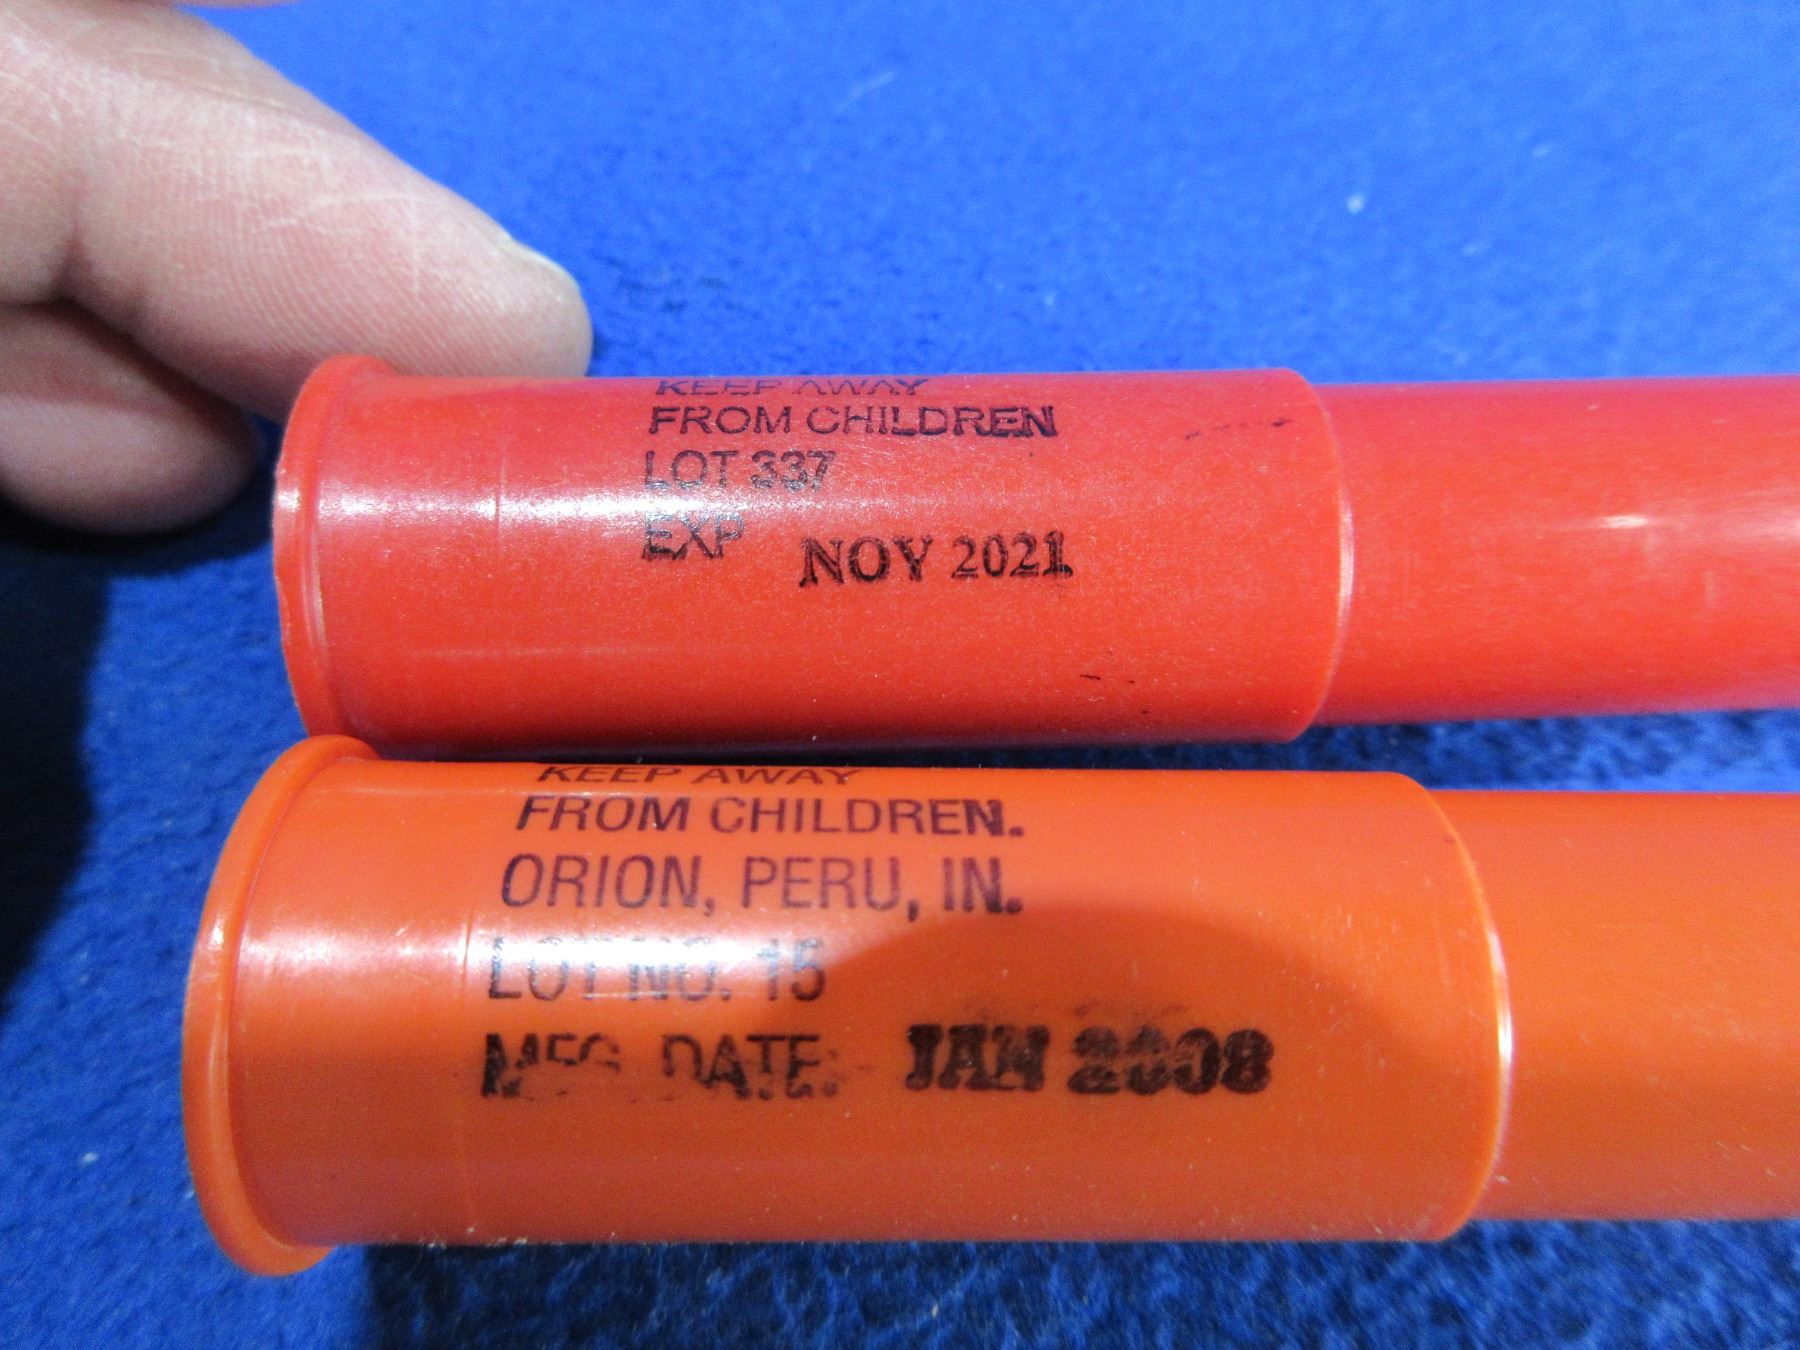 KEEP AWAY
FROM CHILDREN
LOT 337
EXP NOV 2021
KEEP AWAY
FROM CHILDREN.
ORION, PERU, IN.
LOT NO. 15
MFG. DATE: JAN 2008